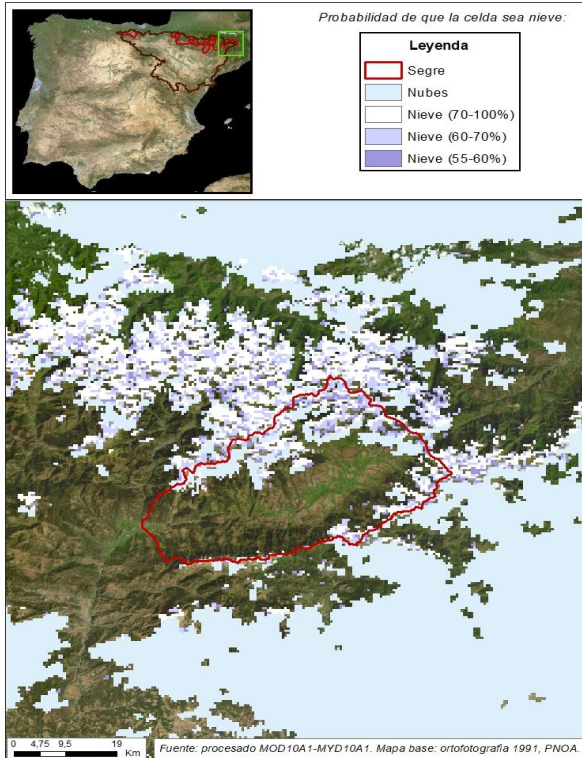 Probabilidad de que la celda sea nieve:
Leyenda
Segre
Nubes
Nieve (70-100%)
Nieve (60-70%)
Nieve (55-60%)
0 4,75 9,5 19
Km
Fuente: procesado MOD10A1-MYD10A1. Mapa base: ortofotografía 1991, PNOA.